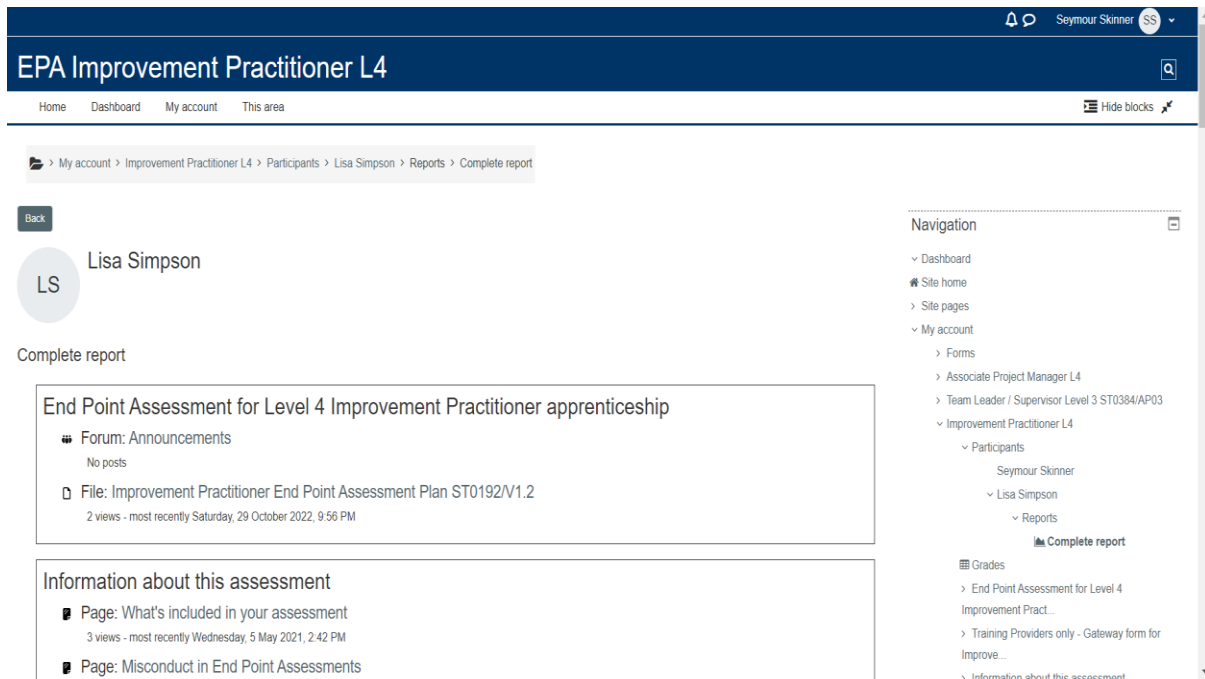 Seymour Skinner SS
EPA Improvement Practitioner L4
Home Dashboard My account This area Hide blocks
> My account > Improvement Practitioner L4 > Participants > Lisa Simpson > Reports > Complete report
Back
LS
Lisa Simpson
Complete report
End Point Assessment for Level 4 Improvement Practitioner apprenticeship
Forum: Announcements
No posts
File: Improvement Practitioner End Point Assessment Plan ST0192/V1.2
2 views - most recently Saturday, 29 October 2022, 9:56 PM
Information about this assessment
Page: What's included in your assessment
3 views - most recently Wednesday, 5 May 2021, 2:42 PM
Page: Misconduct in End Point Assessments
Navigation
Dashboard
Site home
Site pages
My account
Forms
Associate Project Manager L4
Team Leader / Supervisor Level 3 ST0384/AP03
Improvement Practitioner L4
Participants
Seymour Skinner
Lisa Simpson
Reports
Complete report
Grades
End Point Assessment for Level 4
Improvement Pract...
Training Providers only - Gateway form for
Improve...
Information about this assessment